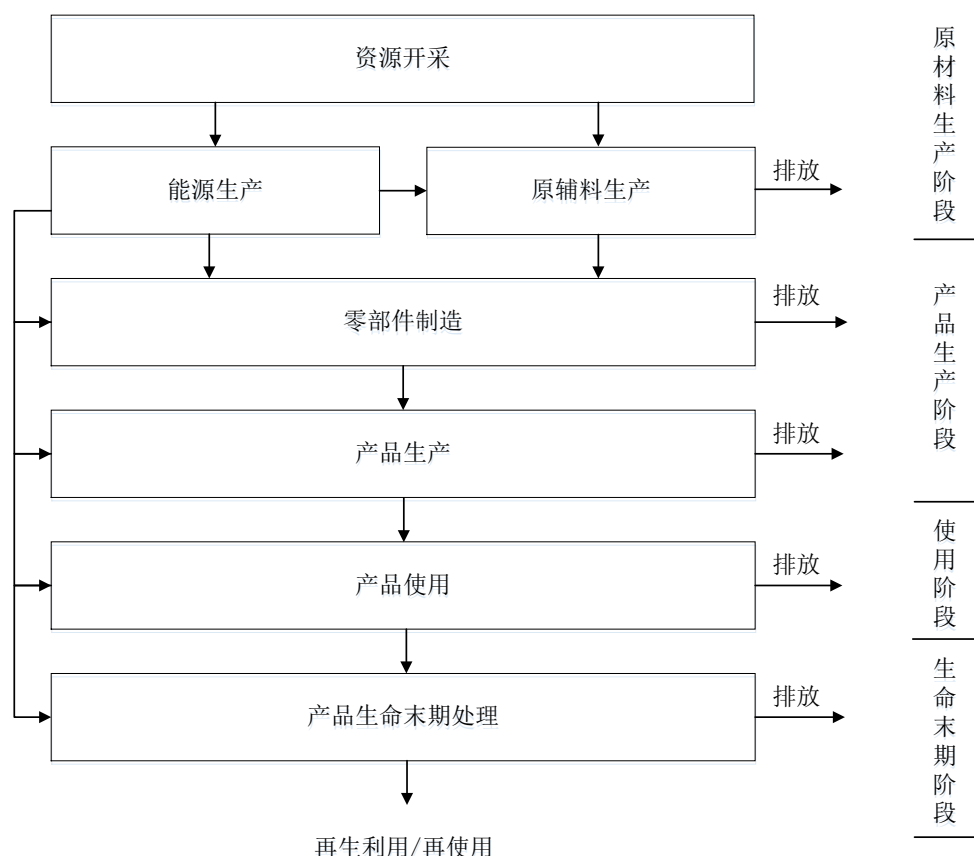 资源开采
能源生产
原辅料生产
排放
零部件制造
排放
产品生产
排放
产品使用
排放
产品生命末期处理
排放
再生利用/再使用
原材料生产阶段
产品生产阶段
使用阶段
生命末期阶段